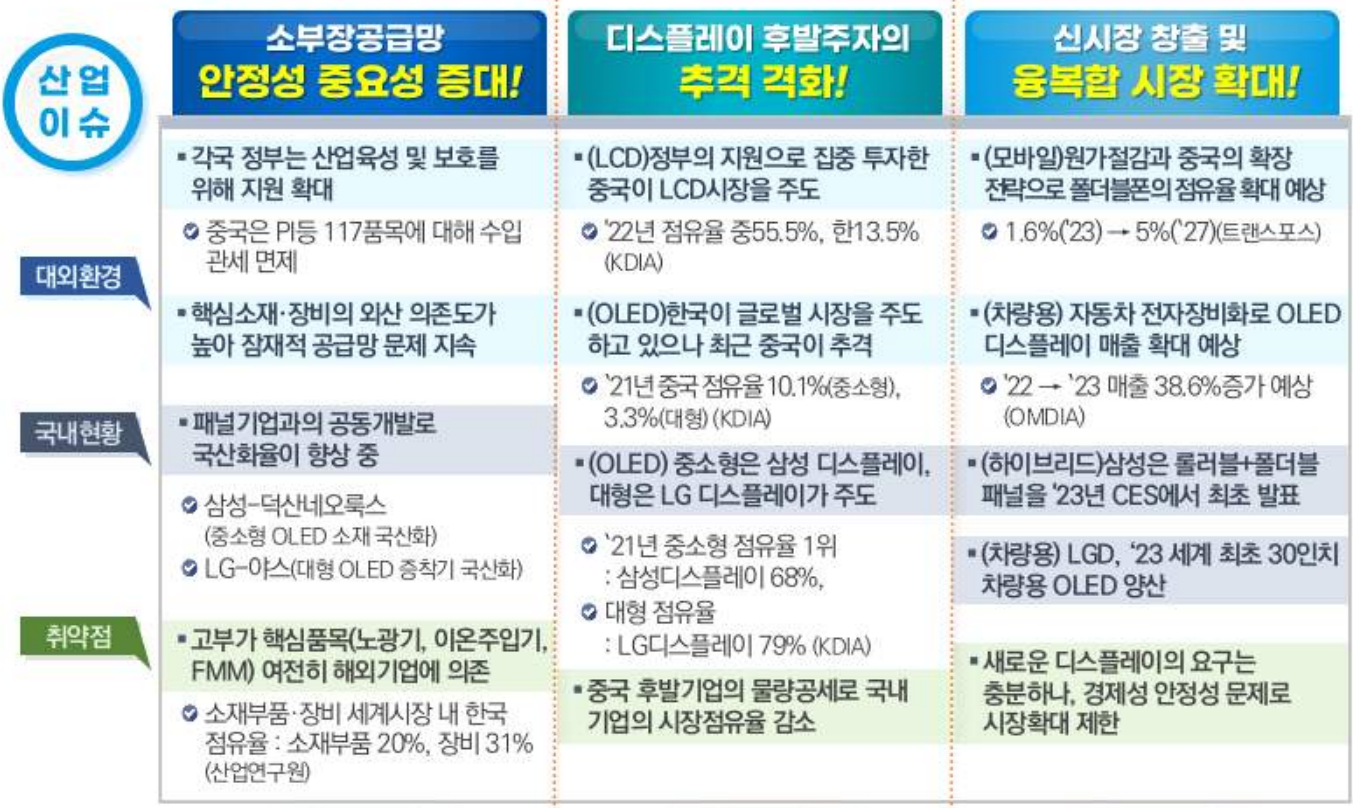 산업
이슈
소부장공급망
안정성 중요성 증대!
디스플레이 후발주자의
추격 격화!
신시장 창출 및
융복합 시장 확대!
대외환경
국내현황
취약점
▪각국 정부는 산업육성 및 보호를
위해 지원 확대
중국은 PI등 117품목에 대해 수입
관세 면제
▪핵심소재·장비의 외산 의존도가
높아 잠재적 공급망 문제 지속
▪패널기업과의 공동개발로
국산화율이 향상 중
삼성-덕산네오룩스
(중소형 OLED 소재 국산화)
LG-야스(대형 OLED 증착기 국산화)
▪고부가 핵심품목(노광기, 이온주입기,
FMM) 여전히 해외기업에 의존
소재부품·장비 세계시장 내 한국
점유율 : 소재부품 20%, 장비 31%
(산업연구원)
▪(LCD)정부의 지원으로 집중 투자한
중국이 LCD시장을 주도
‘22년 점유율 중55.5%, 한13.5%
(KDIA)
▪(OLED)한국이 글로벌 시장을 주도
하고 있으나 최근 중국이 추격
‘21년 중국 점유율 10.1%(중소형),
3.3%(대형) (KDIA)
▪(OLED) 중소형은 삼성 디스플레이,
대형은 LG 디스플레이가 주도
‘21년 중소형 점유율 1위
: 삼성디스플레이 68%,
대형 점유율
: LG디스플레이 79% (KDIA)
▪중국 후발기업의 물량공세로 국내
기업의 시장점유율 감소
▪(모바일)원가절감과 중국의 확장
전략으로 폴더블폰의 점유율 확대 예상
1.6%(‘23) → 5%(‘27)(트랜스포스)
▪(차량용) 자동차 전자장비화로 OLED
디스플레이 매출 확대 예상
‘22 → ‘23 매출 38.6%증가 예상
(OMDIA)
▪(하이브리드)삼성은 롤러블+폴더블
패널을 ‘23년 CES에서 최초 발표
▪(차량용) LGD, ‘23 세계 최초 30인치
차량용 OLED 양산
▪새로운 디스플레이의 요구는
충분하나, 경제성 안정성 문제로
시장확대 제한